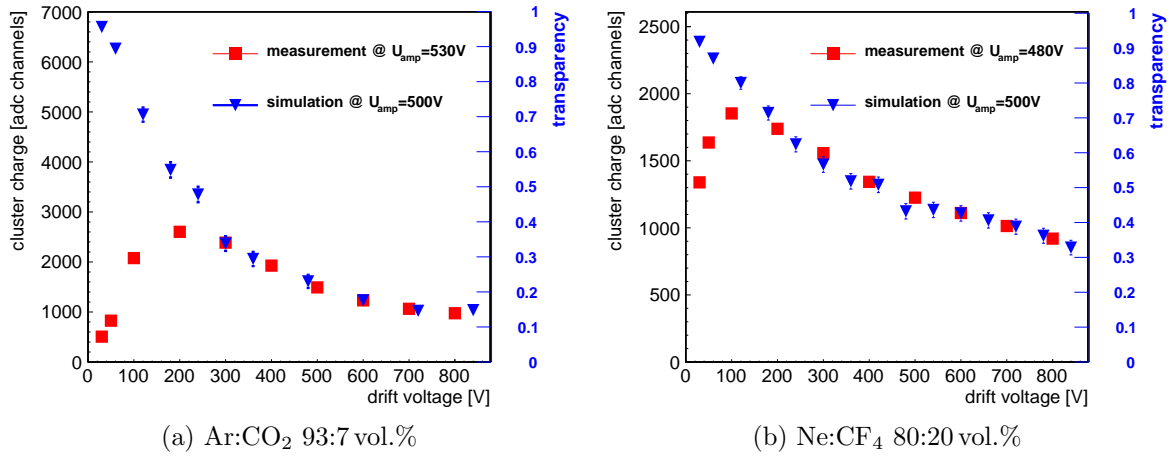 7000
6000
5000
4000
3000
2000
1000
0
cluster charge [adc channels]
0 100 200 300 400 500 600 700 800
drift voltage [V]
1
0.9
0.8
0.7
0.6
0.5
0.4
0.3
0.2
0.1
0
transparency
measurement @ U_amp=530V
simulation @ U_amp=500V
(a) Ar:CO₂ 93:7 vol.%
2500
2000
1500
1000
500
0
cluster charge [adc channels]
0 100 200 300 400 500 600 700 800
drift voltage [V]
1
0.9
0.8
0.7
0.6
0.5
0.4
0.3
0.2
0.1
0
transparency
measurement @ U_amp=480V
simulation @ U_amp=500V
(b) Ne:CF₄ 80:20 vol.%